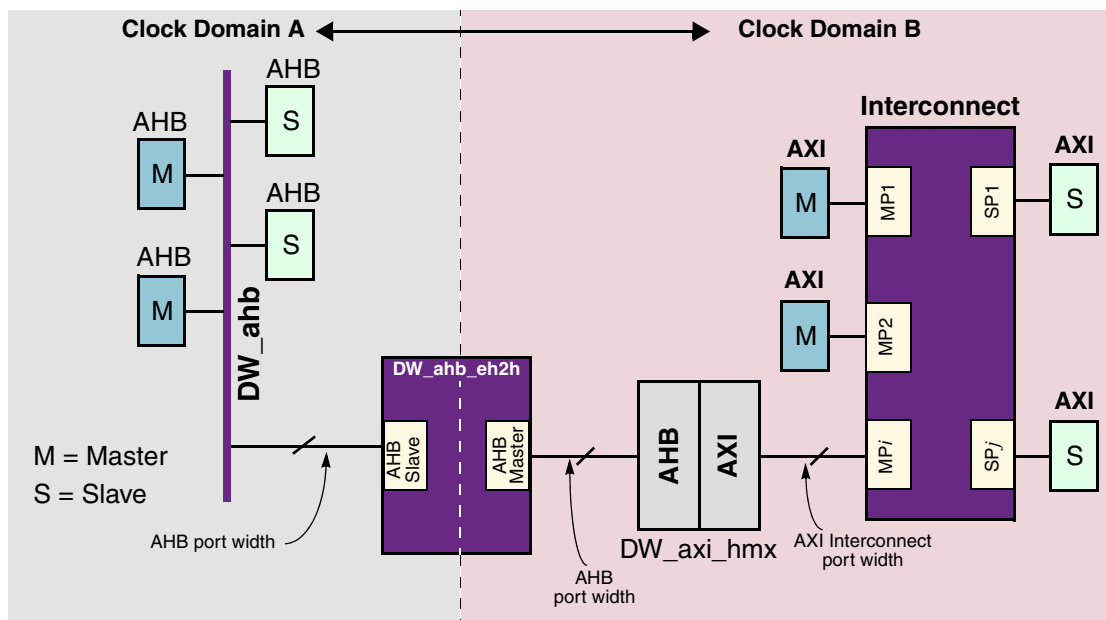 Clock Domain A
Clock Domain B
AHB
S
AHB
M
AHB
S
AHB
M
DW_ahb
Interconnect
AXI
M
MP1
SP1
AXI
S
AXI
M
MP2
DW_ahb_eh2h
AHB
Slave
AHB
Master
AHB
AXI
DW_axi_hmx
MPi
SPj
AXI
S
M = Master
S = Slave
AHB port width
AHB
port width
AXI Interconnect
port width